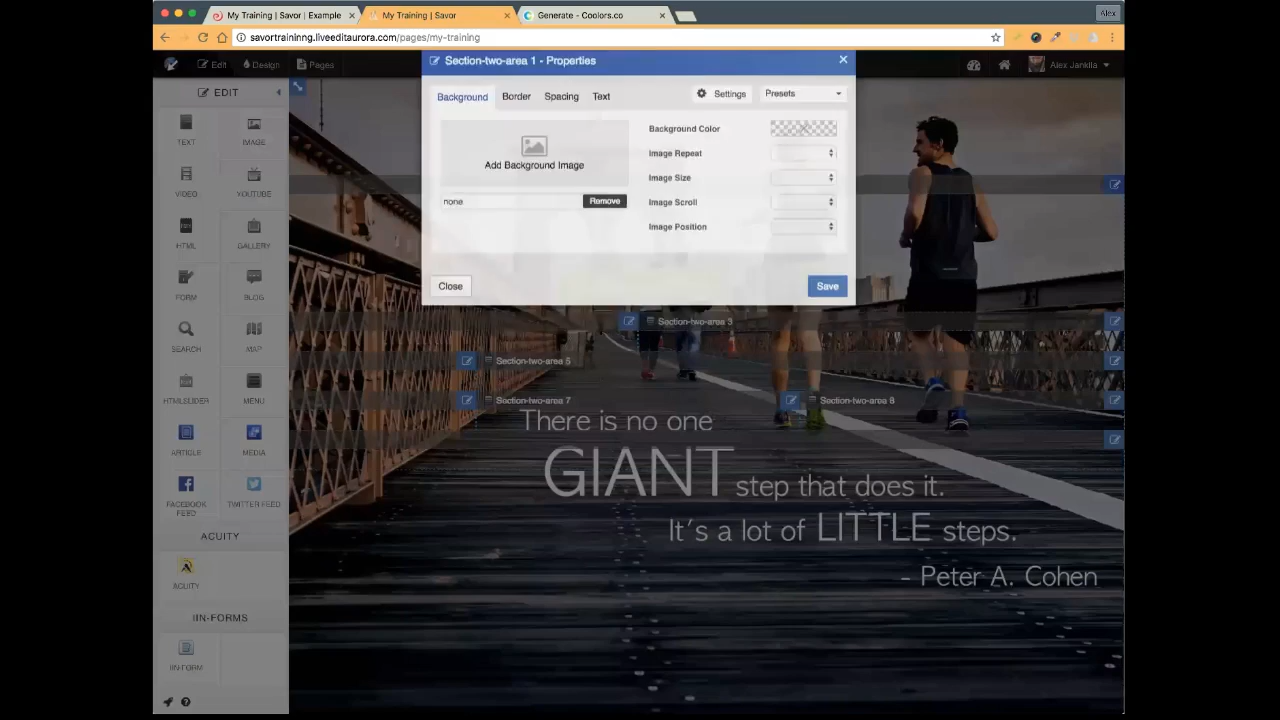 My Training | Savor | Example
My Training | Savor
Generate - Coolors.co
Alex
savortraininng.liveeditaurora.com/pages/my-training
Edit
Design
Pages
Alex Janklla
Section-two-area 1 - Properties
EDIT
Background
Border
Spacing
Text
Settings
Presets
TEXT
IMAGE
VIDEO
YOUTUBE
HTML
GALLERY
FORM
BLOG
SEARCH
MAP
HTMLSLIDER
MENU
ARTICLE
MEDIA
FACEBOOK
FEED
TWITTER FEED
ACUITY
ACUITY
IIN-FORMS
IIN-FORM
Add Background Image
none
Remove
Background Color
Image Repeat
Image Size
Image Scroll
Image Position
Close
Save
Section-two-area 3
Section-two-area 5
Section-two-area 7
Section-two-area 8
There is no one
GIANT step that does it.
It's a lot of LITTLE steps.
- Peter A. Cohen